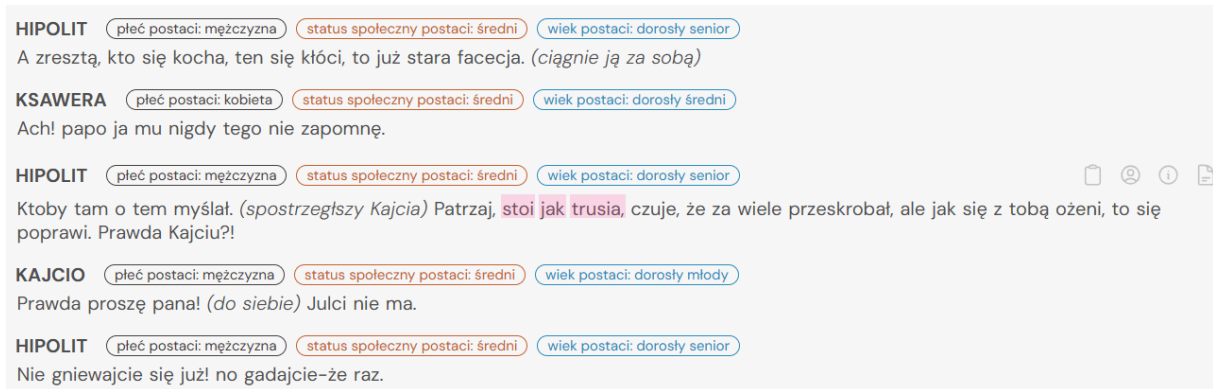 HIPOLIT płeć postaci: mężczyzna status społeczny postaci: średni wiek postaci: dorosły senior
A zresztą, kto się kocha, ten się kłóci, to już stara facecja. (ciągnie ją za sobą)
KSAWERA płeć postaci: kobieta status społeczny postaci: średni wiek postaci: dorosły średni
Ach! papo ja mu nigdy tego nie zapomnę.
HIPOLIT płeć postaci: mężczyzna status społeczny postaci: średni wiek postaci: dorosły senior
Ktoby tam o tem myślał. (spostrzegłszy Kajcia) Patrzaj, stoi jak trusia, czuje, że za wiele przeskrobał, ale jak się z tobą ożeni, to się
poprawi. Prawda Kajciu?!
KAJCIO płeć postaci: mężczyzna status społeczny postaci: średni wiek postaci: dorosły młody
Prawda proszę pana! (do siebie) Julci nie ma.
HIPOLIT płeć postaci: mężczyzna status społeczny postaci: średni wiek postaci: dorosły senior
Nie gniewajcie się już! no gadajcie-że raz.